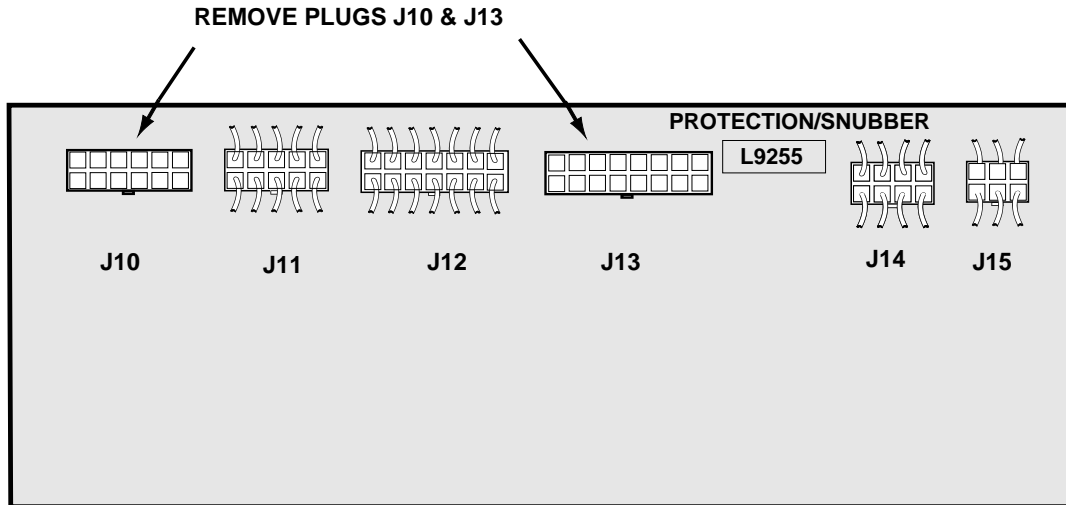 REMOVE PLUGS J10 & J13
PROTECTION/SNUBBER
L9255
J10
J11
J12
J13
J14
J15